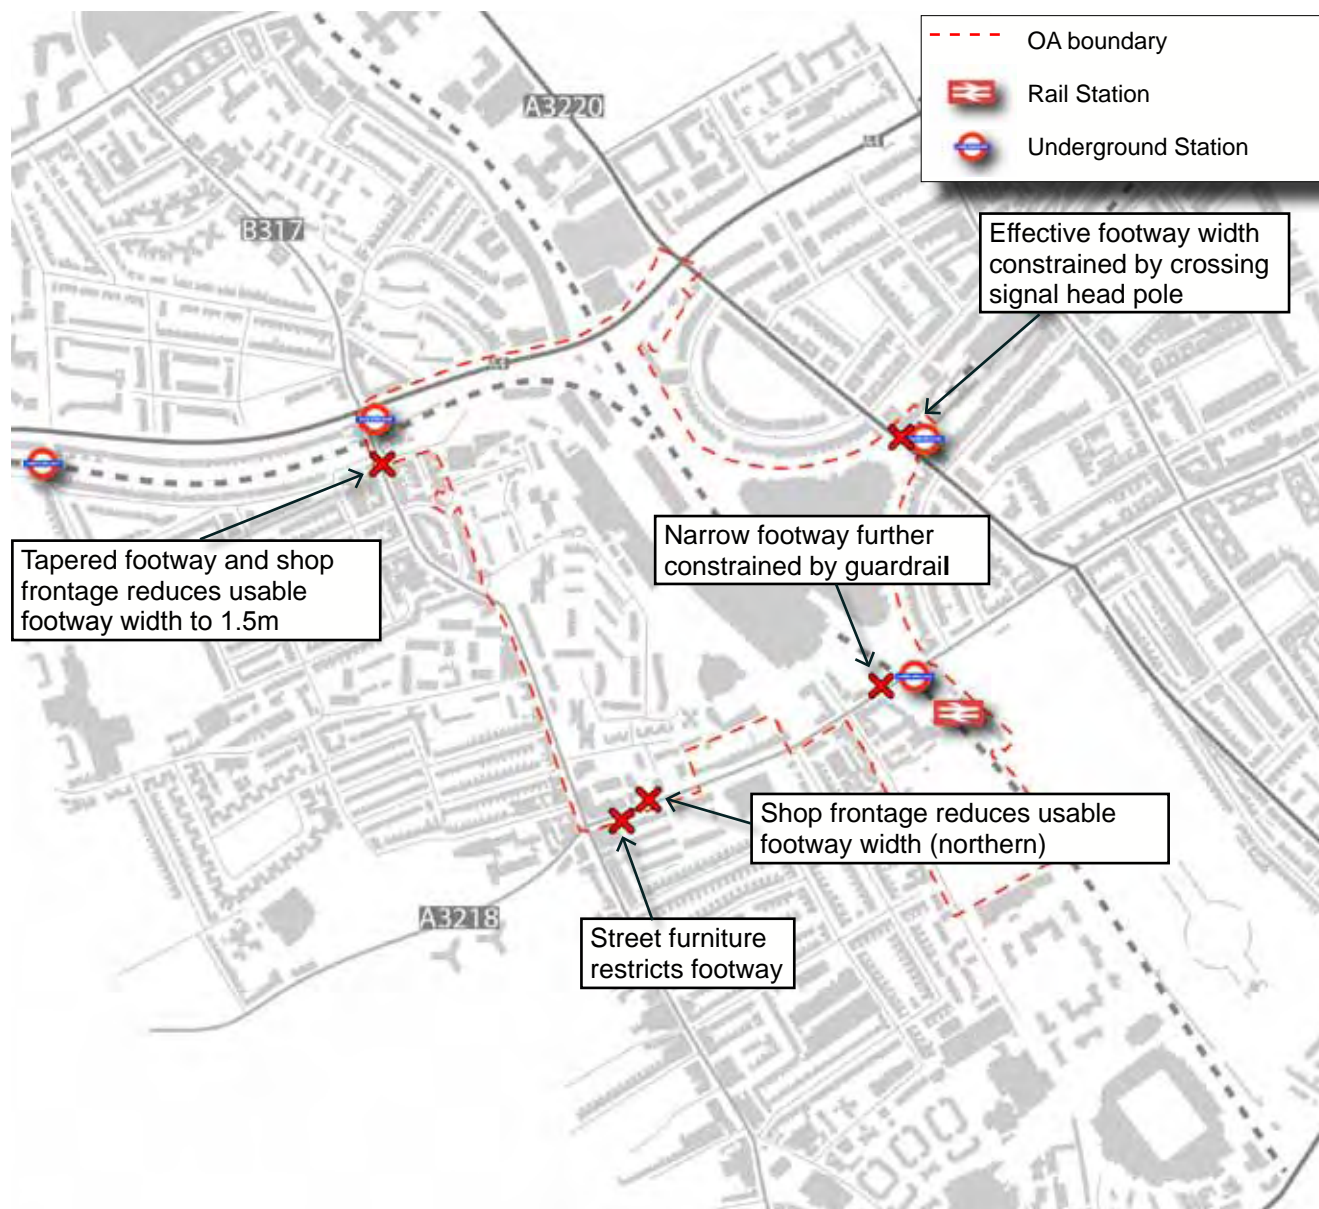 OA boundary
Rail Station
Underground Station
A3220
A4
B317
Effective footway width
constrained by crossing
signal head pole
A4
Narrow footway further
constrained by guardrail
Tapered footway and shop
frontage reduces usable
footway width to 1.5m
Shop frontage reduces usable
footway width (northern)
A3218
Street furniture
restricts footway